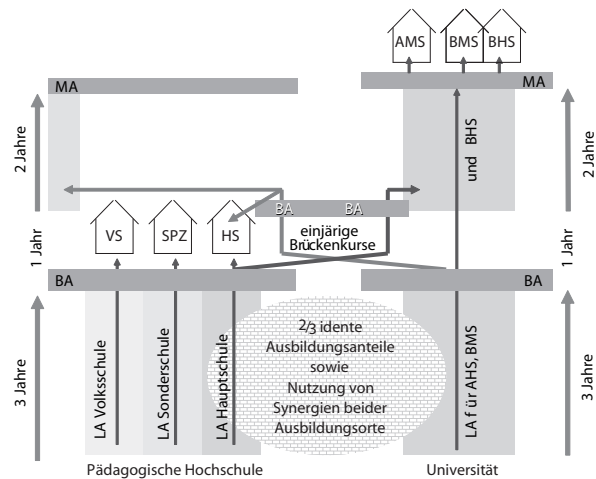 AMS
BMS
BHS
MA
MA
2 Jahre
und BHS
2 Jahre
BA
BA
VS
SPZ
HS
einjärige
Brückenkurse
1 Jahr
1 Jahr
BA
BA
3 Jahre
LA Volksschule
LA Sonderschule
LA Hauptschule
2/3 idente
Ausbildungsanteile
sowie
Nutzung von
Synergien beider
Ausbildungsorte
LA f für AHS, BMS
3 Jahre
Pädagogische Hochschule
Universität